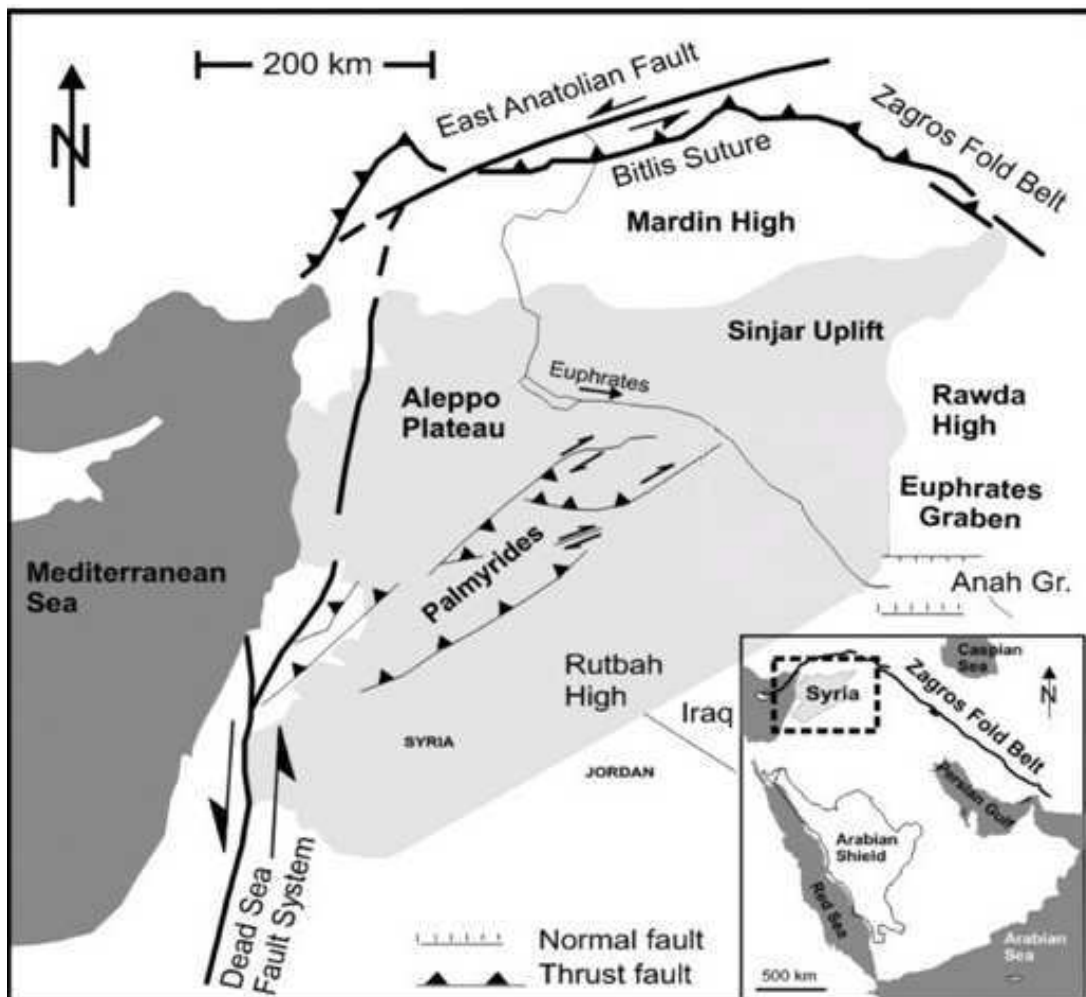 200 km
N
East Anatolian Fault
Bitlis Suture
Zagros Fold Belt
Mardin High
Sinjar Uplift
Euphrates
Aleppo
Plateau
Rawda
High
Euphrates
Graben
Palmyrides
Mediterranean
Sea
Anah Gr.
Rutbah
High
Iraq
SYRIA
JORDAN
Dead Sea
Fault System
Normal fault
Thrust fault
Caspian
Sea
N
Syria
Zagros Fold Belt
Persian Gulf
Arabian
Shield
Red Sea
Arabian
Sea
500 km